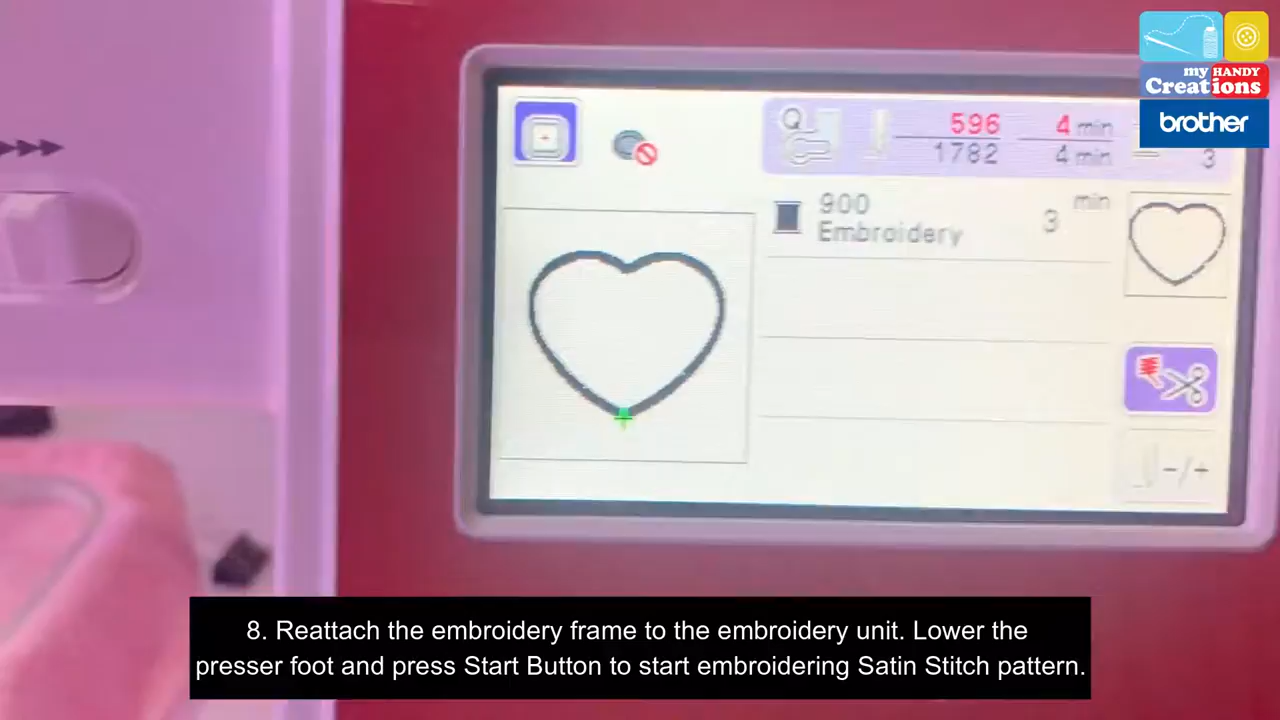 my HANDY
Creations
brother
Q
596 4 min
1782 4 min
3
900 min
Embroidery 3
-/+
8. Reattach the embroidery frame to the embroidery unit. Lower the
presser foot and press Start Button to start embroidering Satin Stitch pattern.